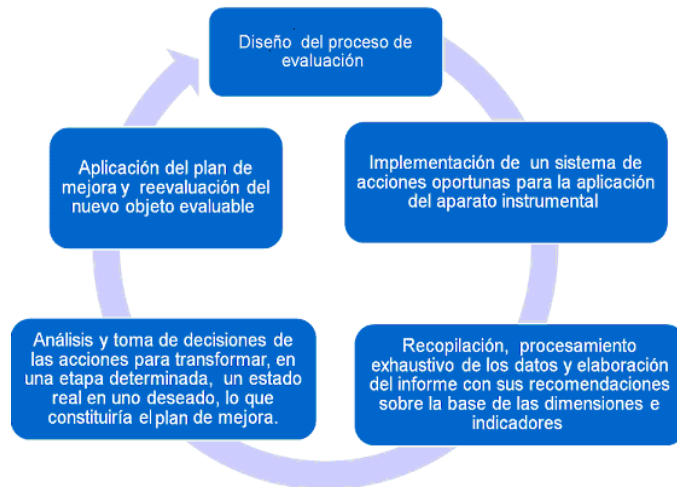 Diseño del proceso de
evaluación
Implementación de un sistema de
acciones oportunas para la aplicación
del aparato instrumental
Recopilación, procesamiento
exhaustivo de los datos y elaboración
del informe con sus recomendaciones
sobre la base de las dimensiones e
indicadores
Análisis y toma de decisiones de
las acciones para transformar, en
una etapa determinada, un estado
real en uno deseado, lo que
constituiría el plan de mejora.
Aplicación del plan de
mejora y reevaluación del
nuevo objeto evaluable